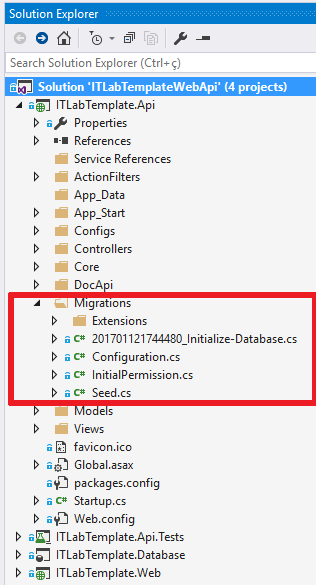 Solution Explorer
Search Solution Explorer (Ctrl+ç)
Solution 'ITLabTemplateWebApi' (4 projects)
ITLabTemplate.Api
Properties
References
Service References
ActionFilters
App_Data
App_Start
Configs
Controllers
Core
DocApi
Migrations
Extensions
C# 201701121744480_Initialize-Database.cs
C# Configuration.cs
C# InitialPermission.cs
C# Seed.cs
Models
Views
favicon.ico
Global.asax
packages.config
C# Startup.cs
Web.config
ITLabTemplate.Api.Tests
ITLabTemplate.Database
ITLabTemplate.Web